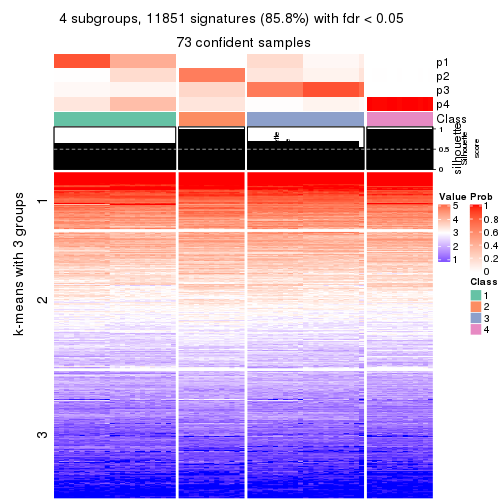 4 subgroups, 11851 signatures (85.8%) with fdr < 0.05
73 confident samples
p1
p2
p3
p4
Class
1
0.5
0
silhouette
Silhouette
score
k-means with 3 groups
1
2
3
Value
5
4
3
2
1
Prob
1
0.8
0.6
0.4
0.2
0
Class
1
2
3
4